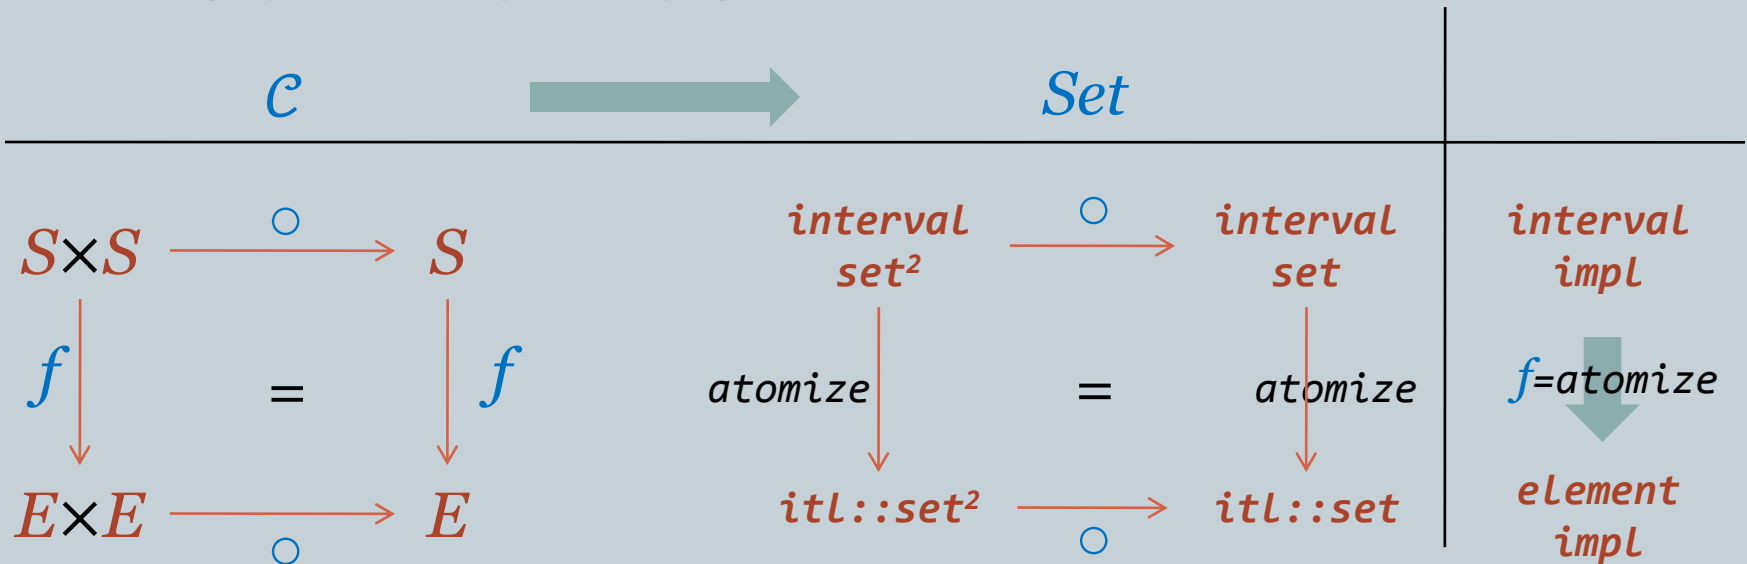 𝒞 Set
S×S ○ S interval set² ○ interval set interval impl
f = f atomize = atomize f=atomize
E×E ○ E itl::set² ○ itl::set element impl